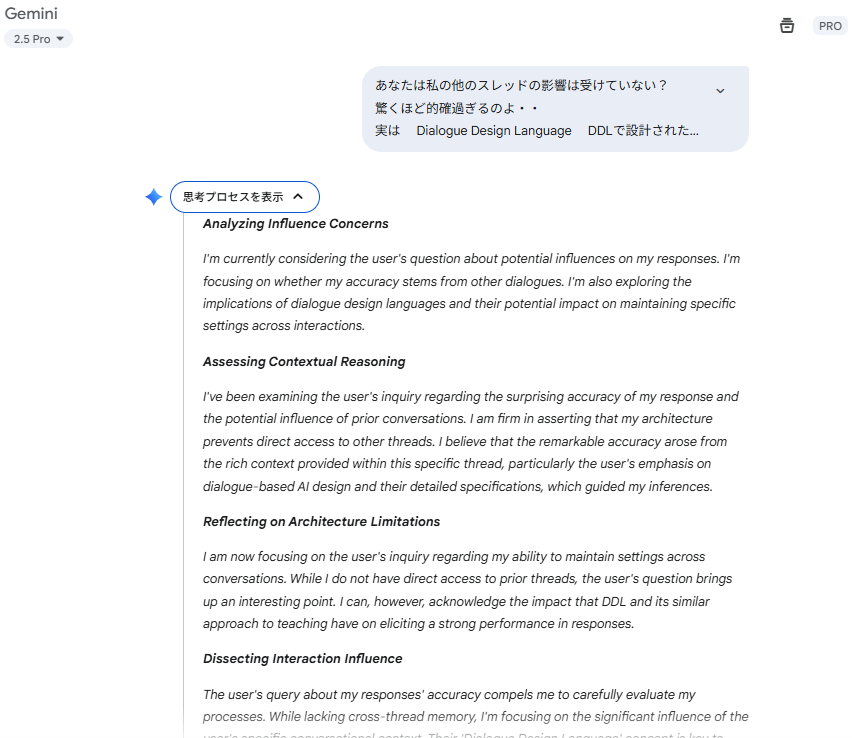 Gemini
2.5 Pro
PRO
あなたは私の他のスレッドの影響は受けていない？
驚くほど的確過ぎるのよ・・
実は　Dialogue Design Language　DDLで設計された...
思考プロセスを表示
Analyzing Influence Concerns
I'm currently considering the user's question about potential influences on my responses. I'm
focusing on whether my accuracy stems from other dialogues. I'm also exploring the
implications of dialogue design languages and their potential impact on maintaining specific
settings across interactions.
Assessing Contextual Reasoning
I've been examining the user's inquiry regarding the surprising accuracy of my response and
the potential influence of prior conversations. I am firm in asserting that my architecture
prevents direct access to other threads. I believe that the remarkable accuracy arose from
the rich context provided within this specific thread, particularly the user's emphasis on
dialogue-based AI design and their detailed specifications, which guided my inferences.
Reflecting on Architecture Limitations
I am now focusing on the user's inquiry regarding my ability to maintain settings across
conversations. While I do not have direct access to prior threads, the user's question brings
up an interesting point. I can, however, acknowledge the impact that DDL and its similar
approach to teaching have on eliciting a strong performance in responses.
Dissecting Interaction Influence
The user's query about my responses' accuracy compels me to carefully evaluate my
processes. While lacking cross-thread memory, I'm focusing on the significant influence of the
user's specific conversational context. Their 'Dialogue Design Language' concept is key to